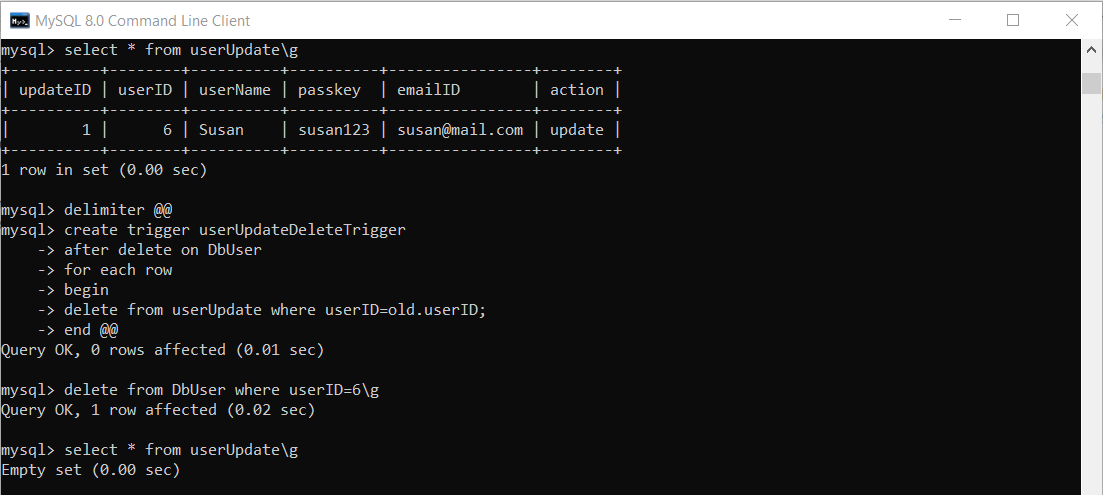 MySQL 8.0 Command Line Client
mysql> select * from userUpdate\g
+----------+--------+----------+----------+----------------+--------+
| updateID | userID | userName | passkey  | emailID        | action |
+----------+--------+----------+----------+----------------+--------+
|        1 |      6 | Susan    | susan123 | susan@mail.com | update |
+----------+--------+----------+----------+----------------+--------+
1 row in set (0.00 sec)
mysql> delimiter @@
mysql> create trigger userUpdateDeleteTrigger
    -> after delete on DbUser
    -> for each row
    -> begin
    -> delete from userUpdate where userID=old.userID;
    -> end @@
Query OK, 0 rows affected (0.01 sec)
mysql> delete from DbUser where userID=6\g
Query OK, 1 row affected (0.02 sec)
mysql> select * from userUpdate\g
Empty set (0.00 sec)